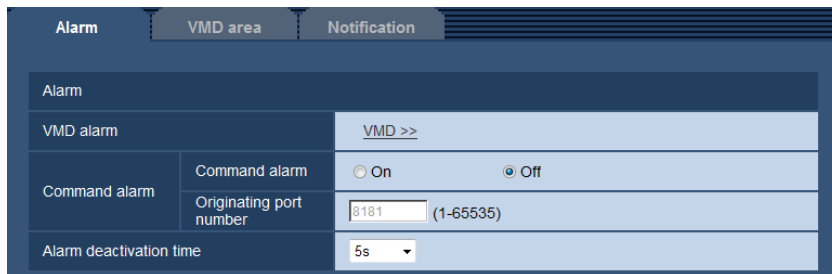 Alarm VMD area Notification
Alarm
VMD alarm VMD >>
Command alarm Command alarm On Off
Originating port number 8181 (1-65535)
Alarm deactivation time 5s